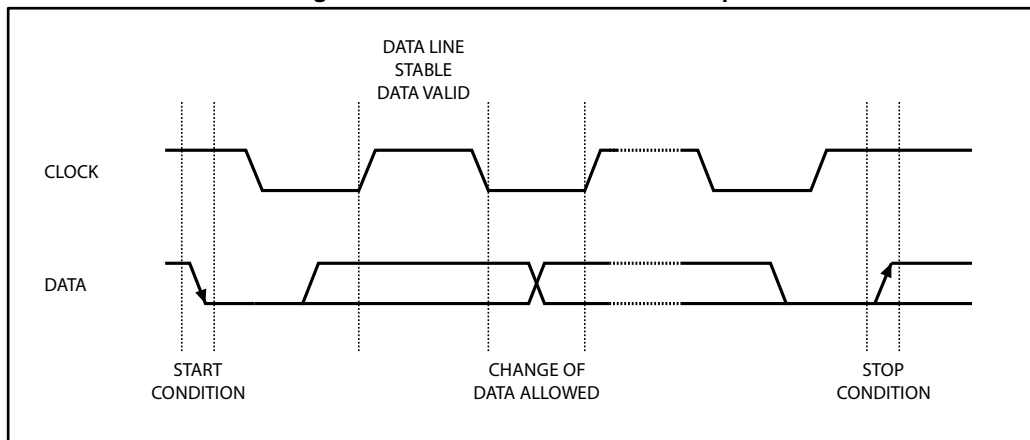 DATA LINE
STABLE
DATA VALID
CLOCK
DATA
START
CONDITION
CHANGE OF
DATA ALLOWED
STOP
CONDITION